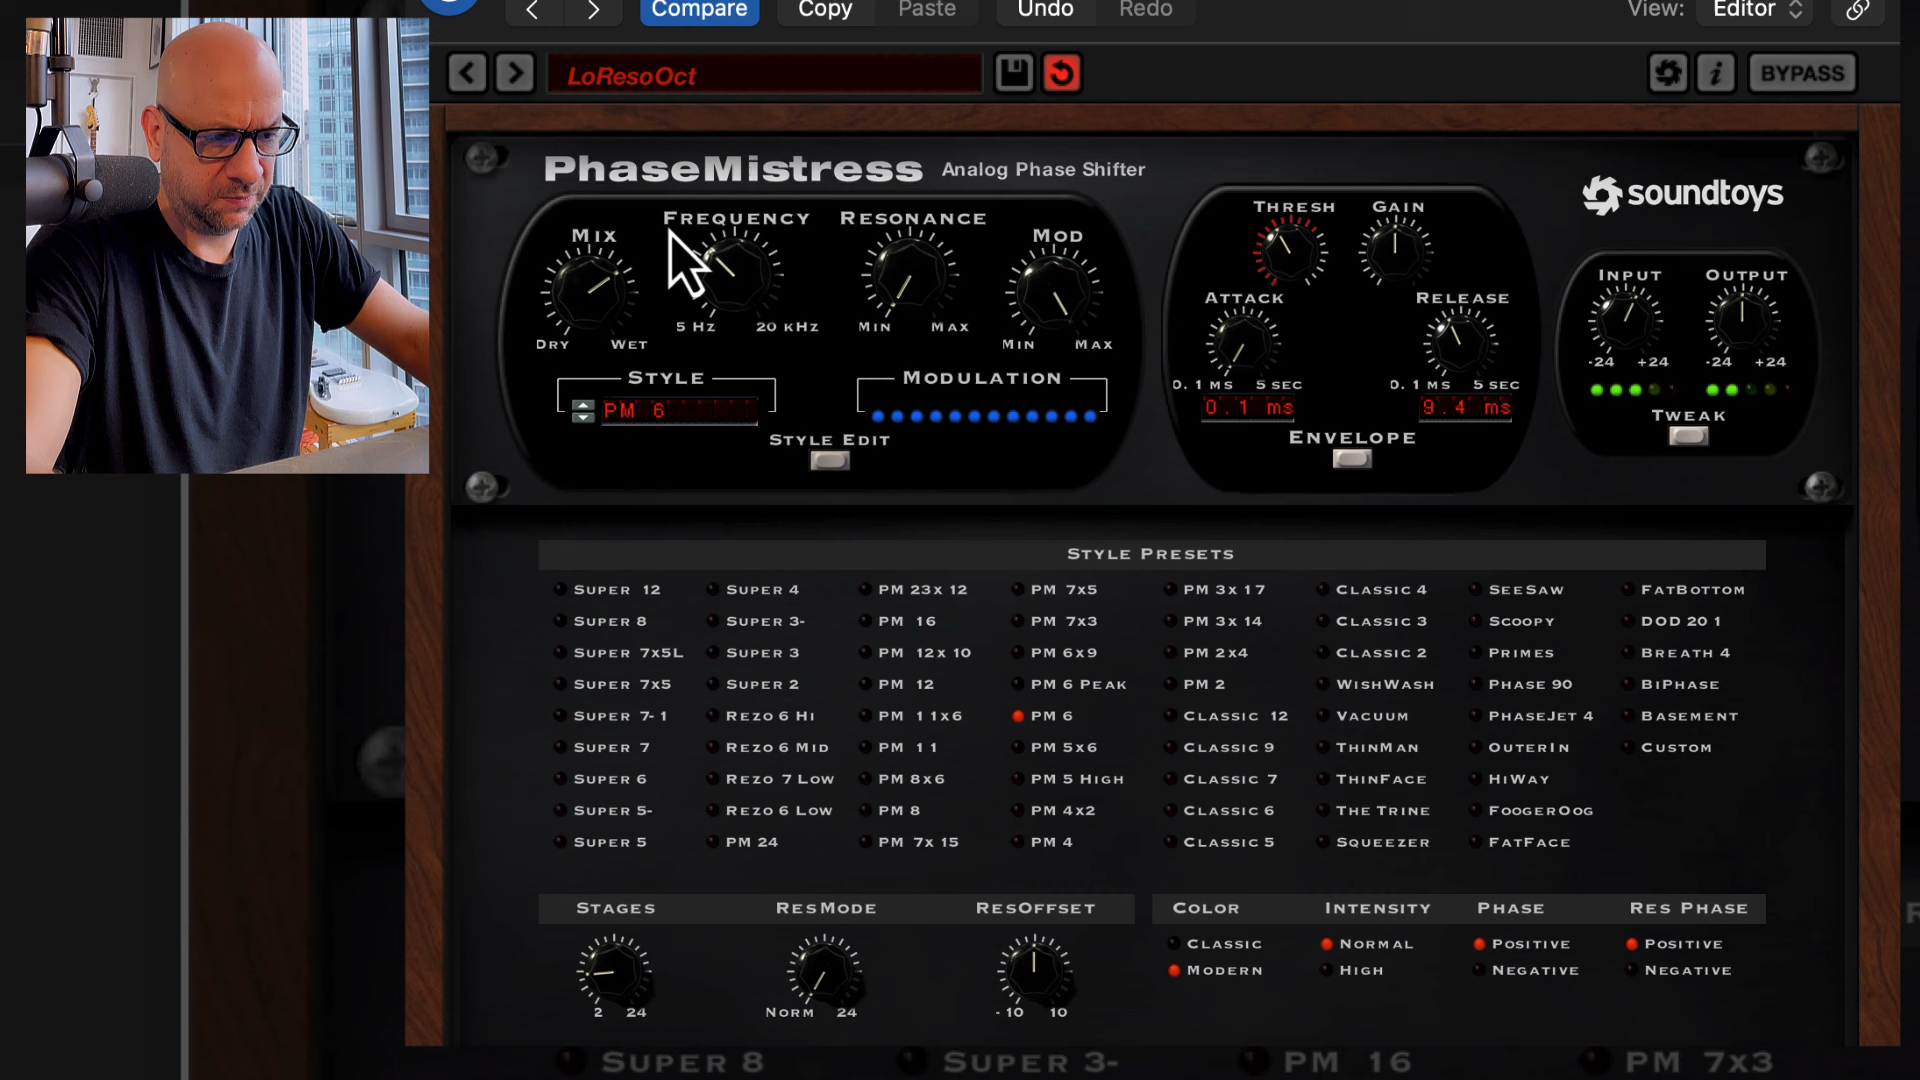 Compare Copy Paste Undo Redo View: Editor
LoResoOct
i BYPASS
PhaseMistress Analog Phase Shifter
soundtoys
MIX FREQUENCY RESONANCE MOD
DRY WET 5 HZ 20 KHZ MIN MAX MIN MAX
STYLE MODULATION
PM 6
STYLE EDIT
THRESH GAIN
ATTACK RELEASE
0.1 MS 5 SEC 0.1 MS 5 SEC
0.1 ms 9.4 ms
ENVELOPE
INPUT OUTPUT
-24 +24 -24 +24
TWEAK
STYLE PRESETS
SUPER 12 SUPER 4 PM 23X12 PM 7X5 PM 3X17 CLASSIC 4 SEESAW FATBOTTOM
SUPER 8 SUPER 3- PM 16 PM 7X3 PM 3X14 CLASSIC 3 SCOOPY DOD 201
SUPER 7X5L SUPER 3 PM 12X10 PM 6X9 PM 2X4 CLASSIC 2 PRIMES BREATH 4
SUPER 7X5 SUPER 2 PM 12 PM 6 PEAK PM 2 WISHWASH PHASE 90 BIPHASE
SUPER 7-1 REZO 6 HI PM 11X6 PM 6 CLASSIC 12 VACUUM PHASEJET 4 BASEMENT
SUPER 7 REZO 6 MID PM 11 PM 5X6 CLASSIC 9 THINMAN OUTERIN CUSTOM
SUPER 6 REZO 7 LOW PM 8X6 PM 5 HIGH CLASSIC 7 THINFACE HIWAY
SUPER 5- REZO 6 LOW PM 8 PM 4X2 CLASSIC 6 THE TRINE FOOGEROOG
SUPER 5 PM 24 PM 7X15 PM 4 CLASSIC 5 SQUEEZER FATFACE
STAGES RESMODE RESOFFSET COLOR INTENSITY PHASE RES PHASE
CLASSIC NORMAL POSITIVE POSITIVE
MODERN HIGH NEGATIVE NEGATIVE
2 24 NORM 24 -10 10
SUPER 8 SUPER 3- PM 16 PM 7X3